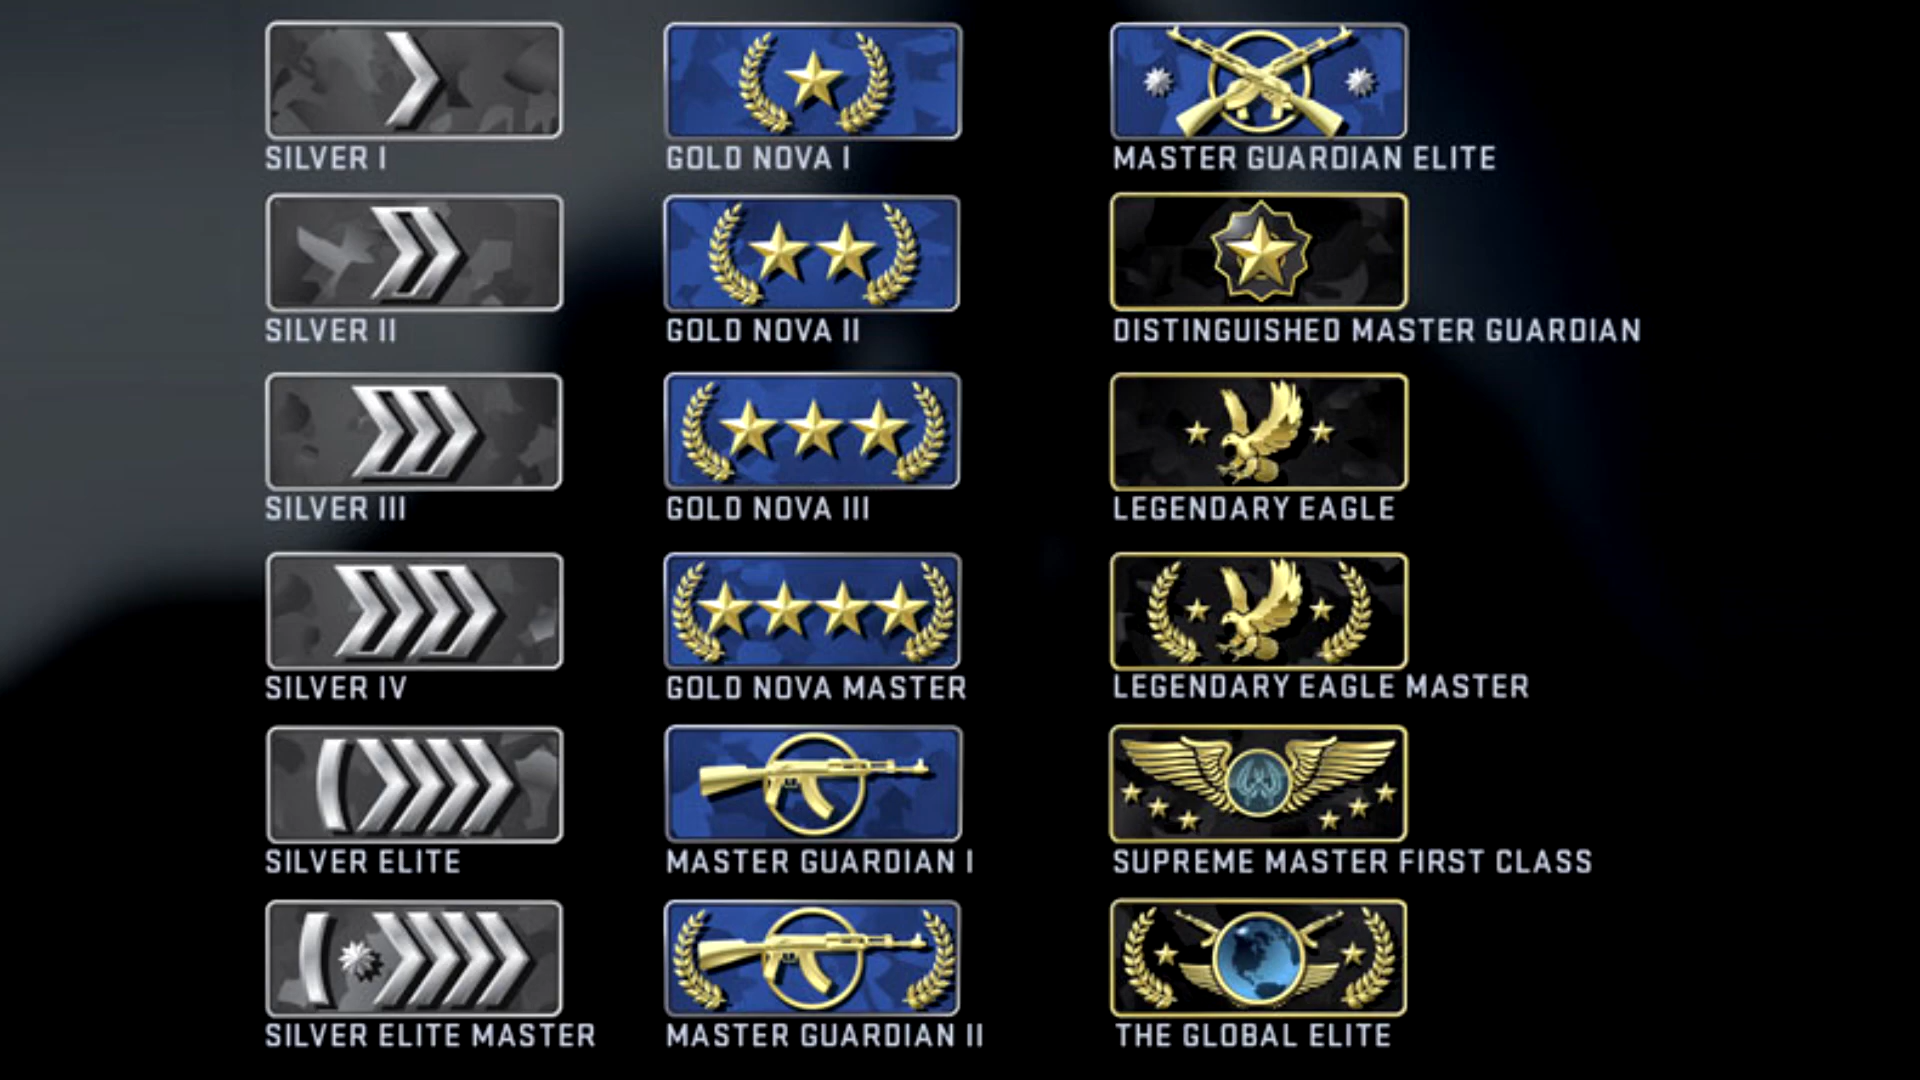 SILVER I
SILVER II
SILVER III
SILVER IV
SILVER ELITE
SILVER ELITE MASTER
GOLD NOVA I
GOLD NOVA II
GOLD NOVA III
GOLD NOVA MASTER
MASTER GUARDIAN I
MASTER GUARDIAN II
MASTER GUARDIAN ELITE
DISTINGUISHED MASTER GUARDIAN
LEGENDARY EAGLE
LEGENDARY EAGLE MASTER
SUPREME MASTER FIRST CLASS
THE GLOBAL ELITE